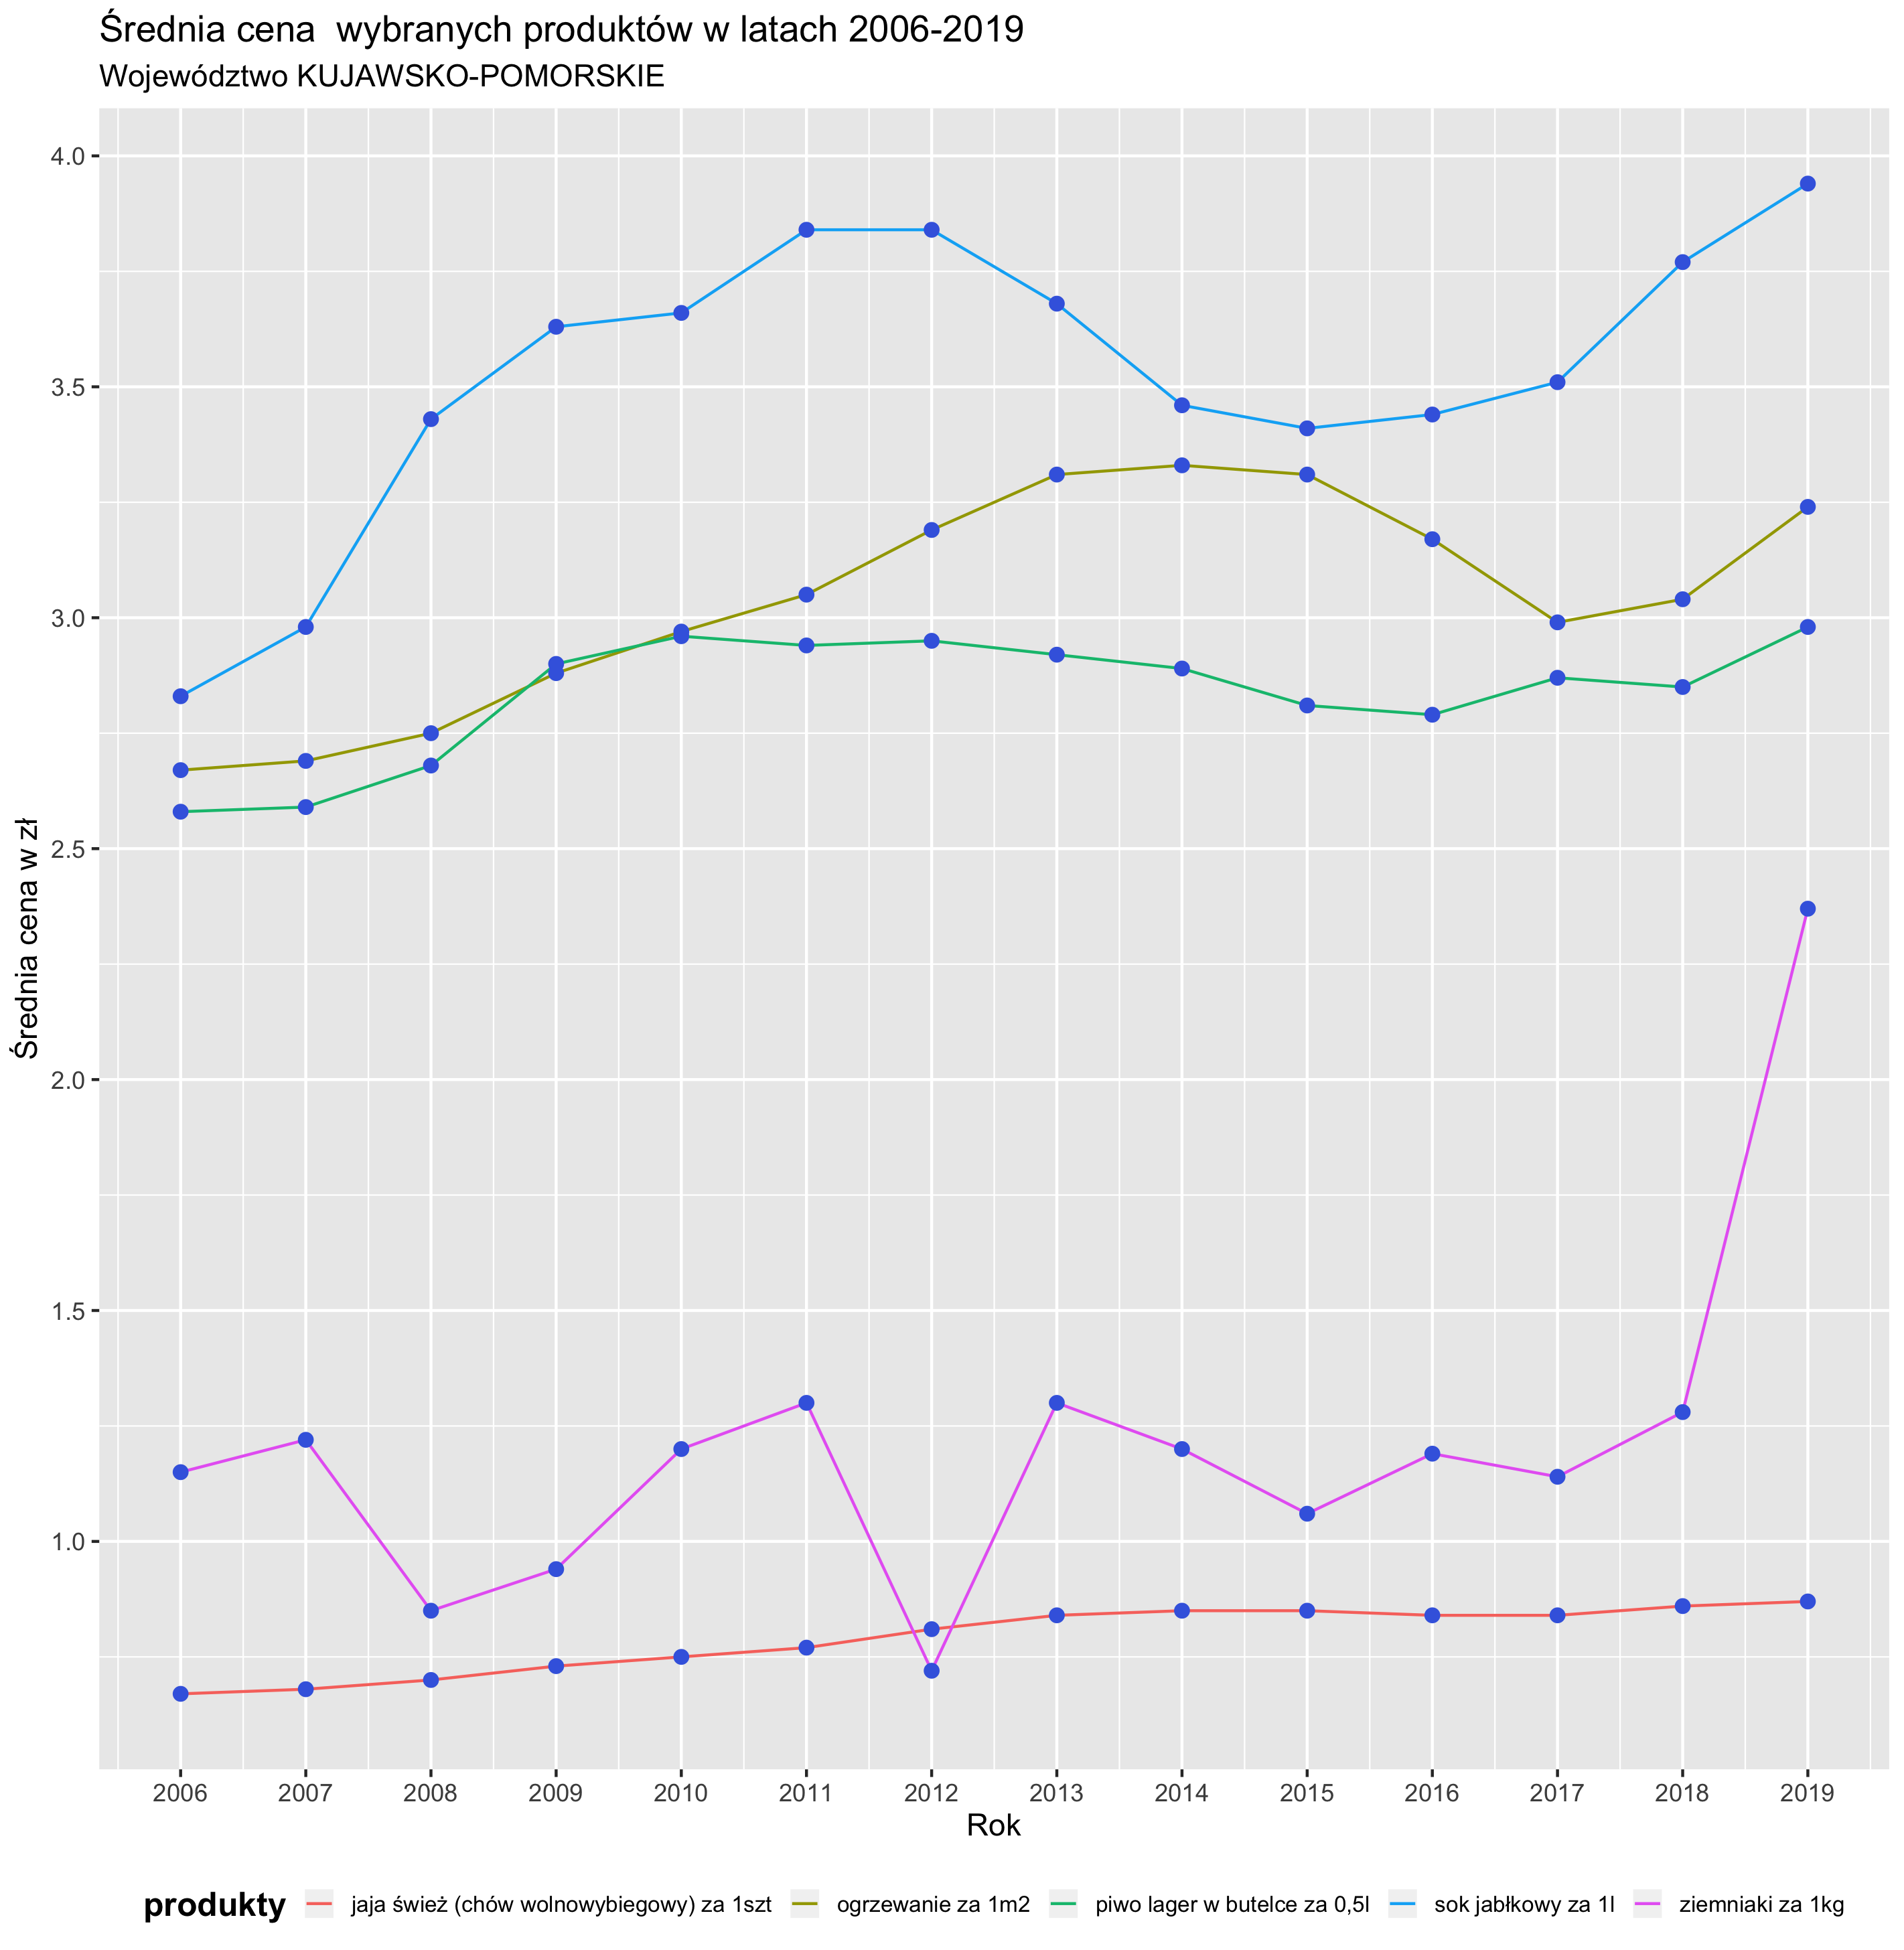 Średnia cena  wybranych produktów w latach 2006-2019
Województwo KUJAWSKO-POMORSKIE
Średnia cena w zł
4.0
3.5
3.0
2.5
2.0
1.5
1.0
2006 2007 2008 2009 2010 2011 2012 2013 2014 2015 2016 2017 2018 2019
Rok
produkty jaja śwież (chów wolnowybiegowy) za 1szt ogrzewanie za 1m2 piwo lager w butelce za 0,5l sok jabłkowy za 1l ziemniaki za 1kg